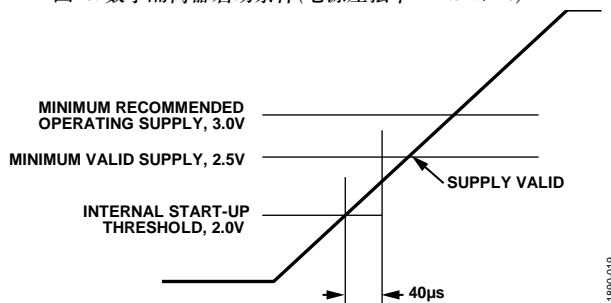 MINIMUM RECOMMENDED
OPERATING SUPPLY, 3.0V
MINIMUM VALID SUPPLY, 2.5V
SUPPLY VALID
INTERNAL START-UP
THRESHOLD, 2.0V
40µs